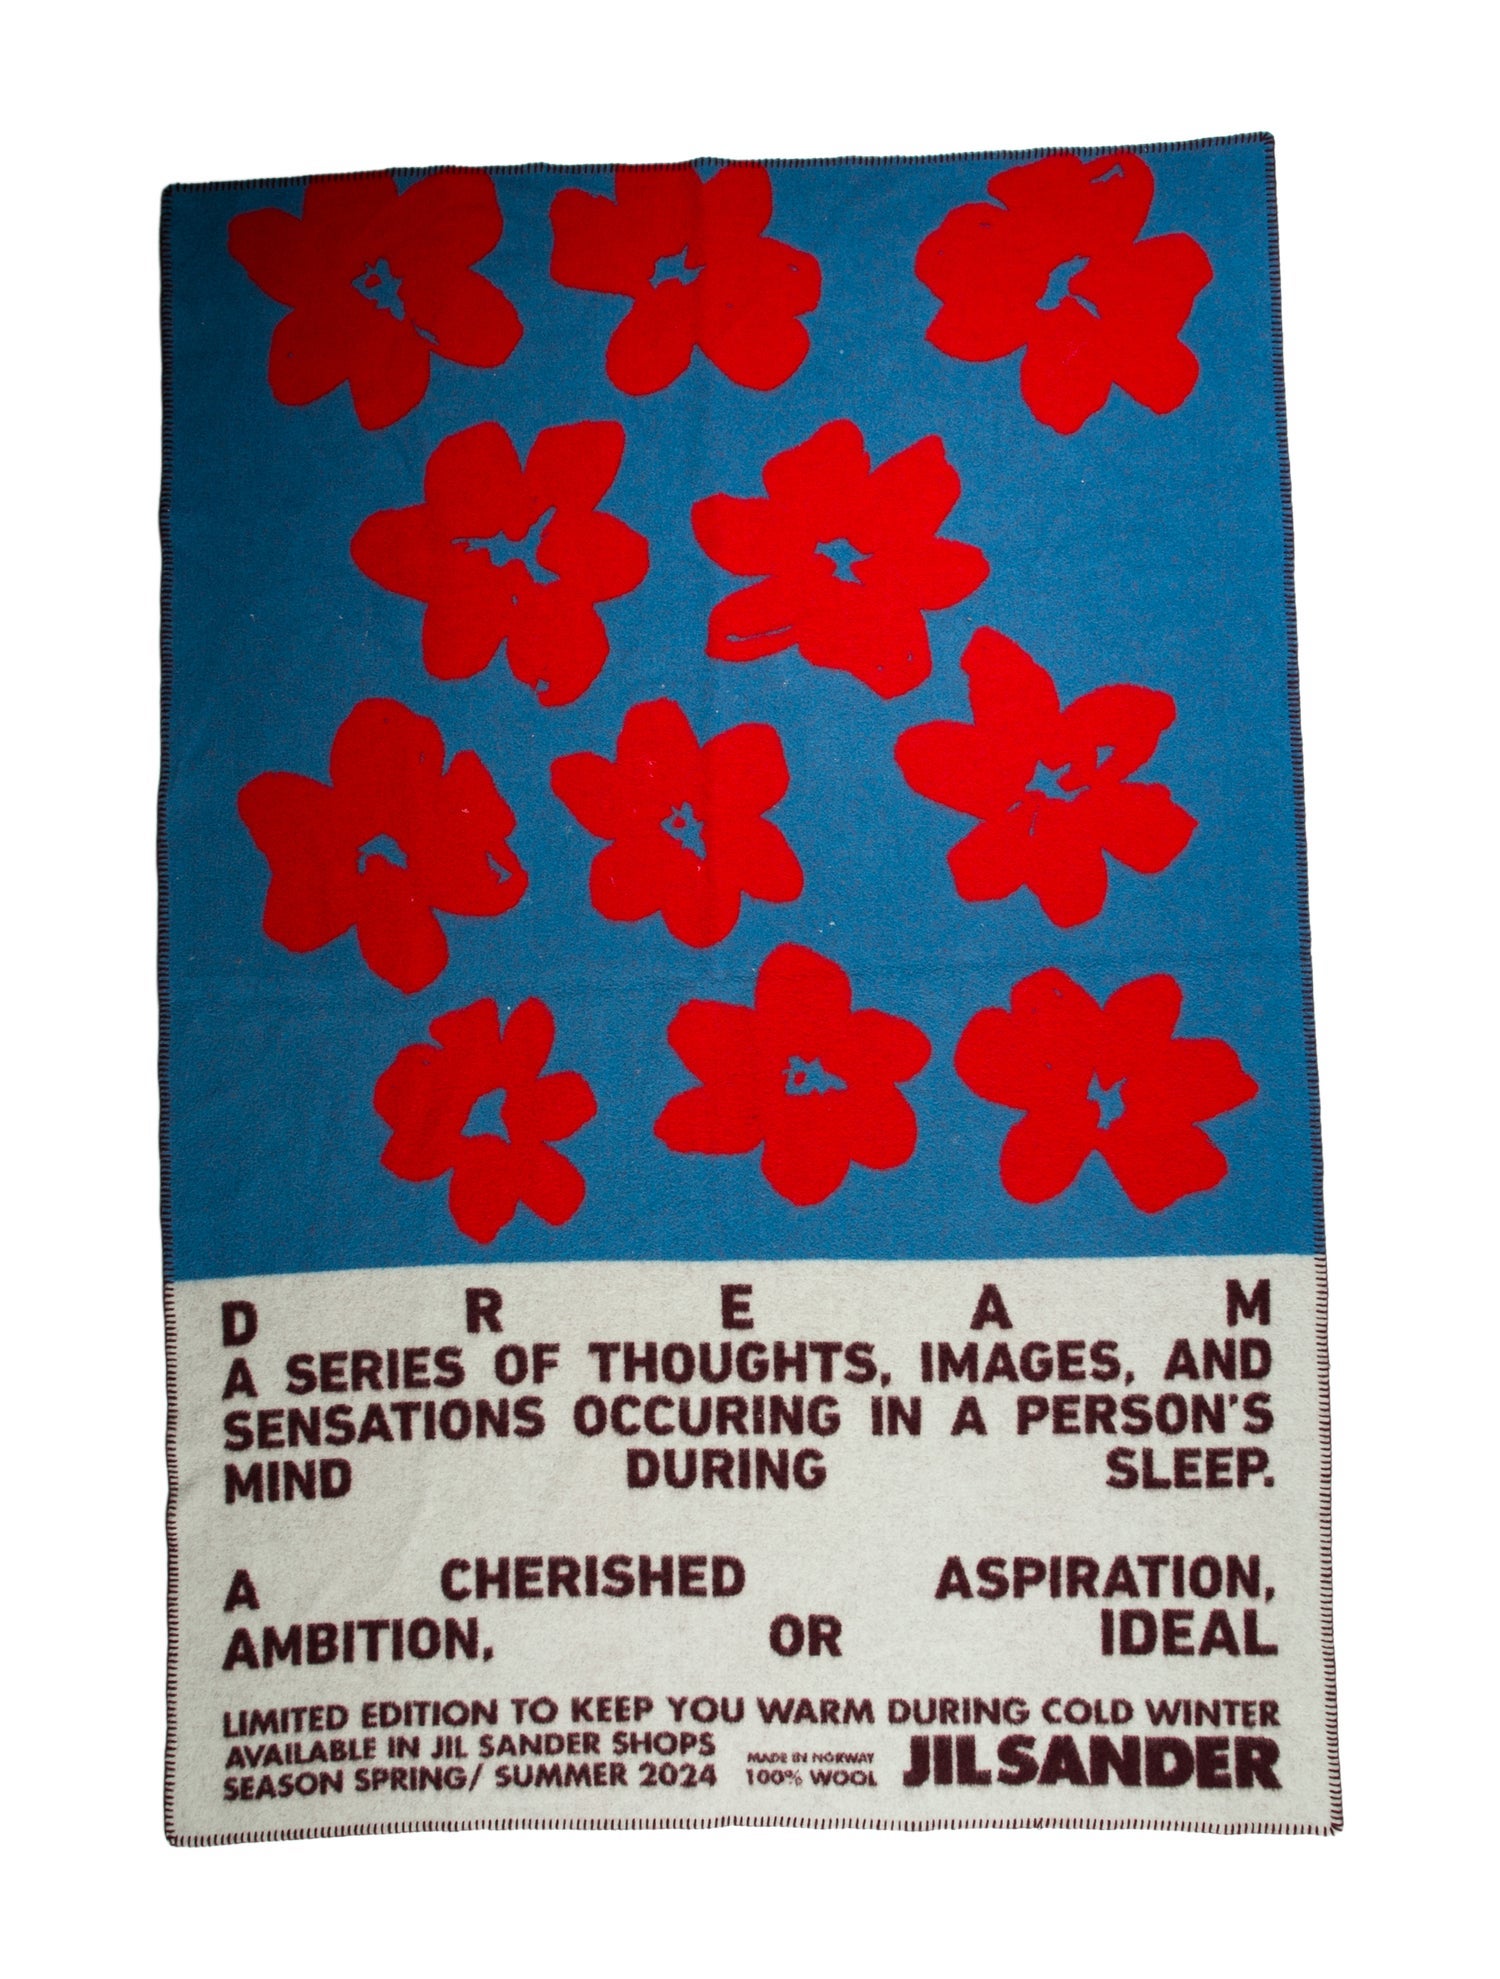 D R E A M
A SERIES OF THOUGHTS, IMAGES, AND
SENSATIONS OCCURING IN A PERSON'S
MIND DURING SLEEP.
A CHERISHED ASPIRATION,
AMBITION, OR IDEAL
LIMITED EDITION TO KEEP YOU WARM DURING COLD WINTER
AVAILABLE IN JIL SANDER SHOPS
SEASON SPRING/ SUMMER 2024
MADE IN NORWAY
100% WOOL
JIL SANDER